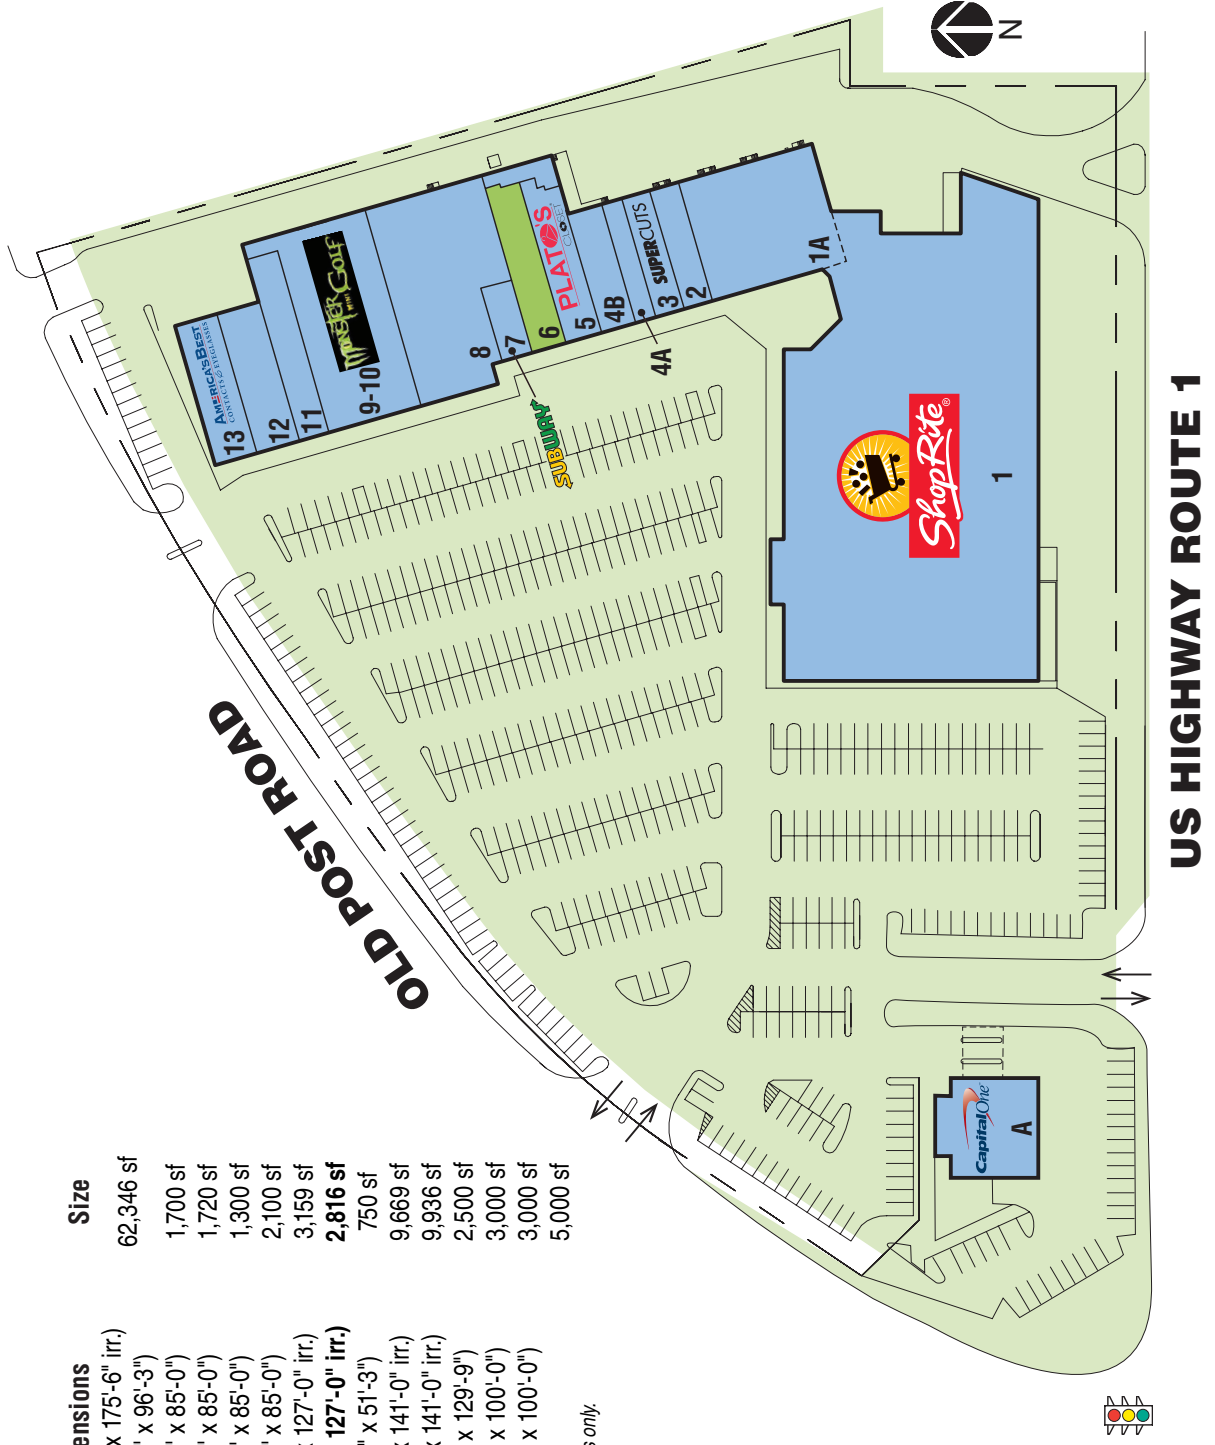 ensions Size
x 175'-6" irr.) 62,346 sf
' x 96'-3")
' x 85'-0") 1,700 sf
' x 85'-0") 1,720 sf
' x 85'-0") 1,300 sf
' x 85'-0") 2,100 sf
x 127'-0" irr.) 3,159 sf
127'-0" irr.) 2,816 sf
" x 51'-3") 750 sf
x 141'-0" irr.) 9,669 sf
x 141'-0" irr.) 9,936 sf
x 129'-9") 2,500 sf
x 100'-0") 3,000 sf
x 100'-0") 3,000 sf
5,000 sf
s only.
OLD POST ROAD
US HIGHWAY ROUTE 1
N
AMERICA'S BEST
CONTACTS & EYEGLASSES
13
12
11
MONSTER
MINI GOLF
9-10
8
7
SUBWAY
6
PLATO'S
CLOSET
5
4B
4A
SUPERCUTS
3
2
1A
ShopRite®
1
CapitalOne
A